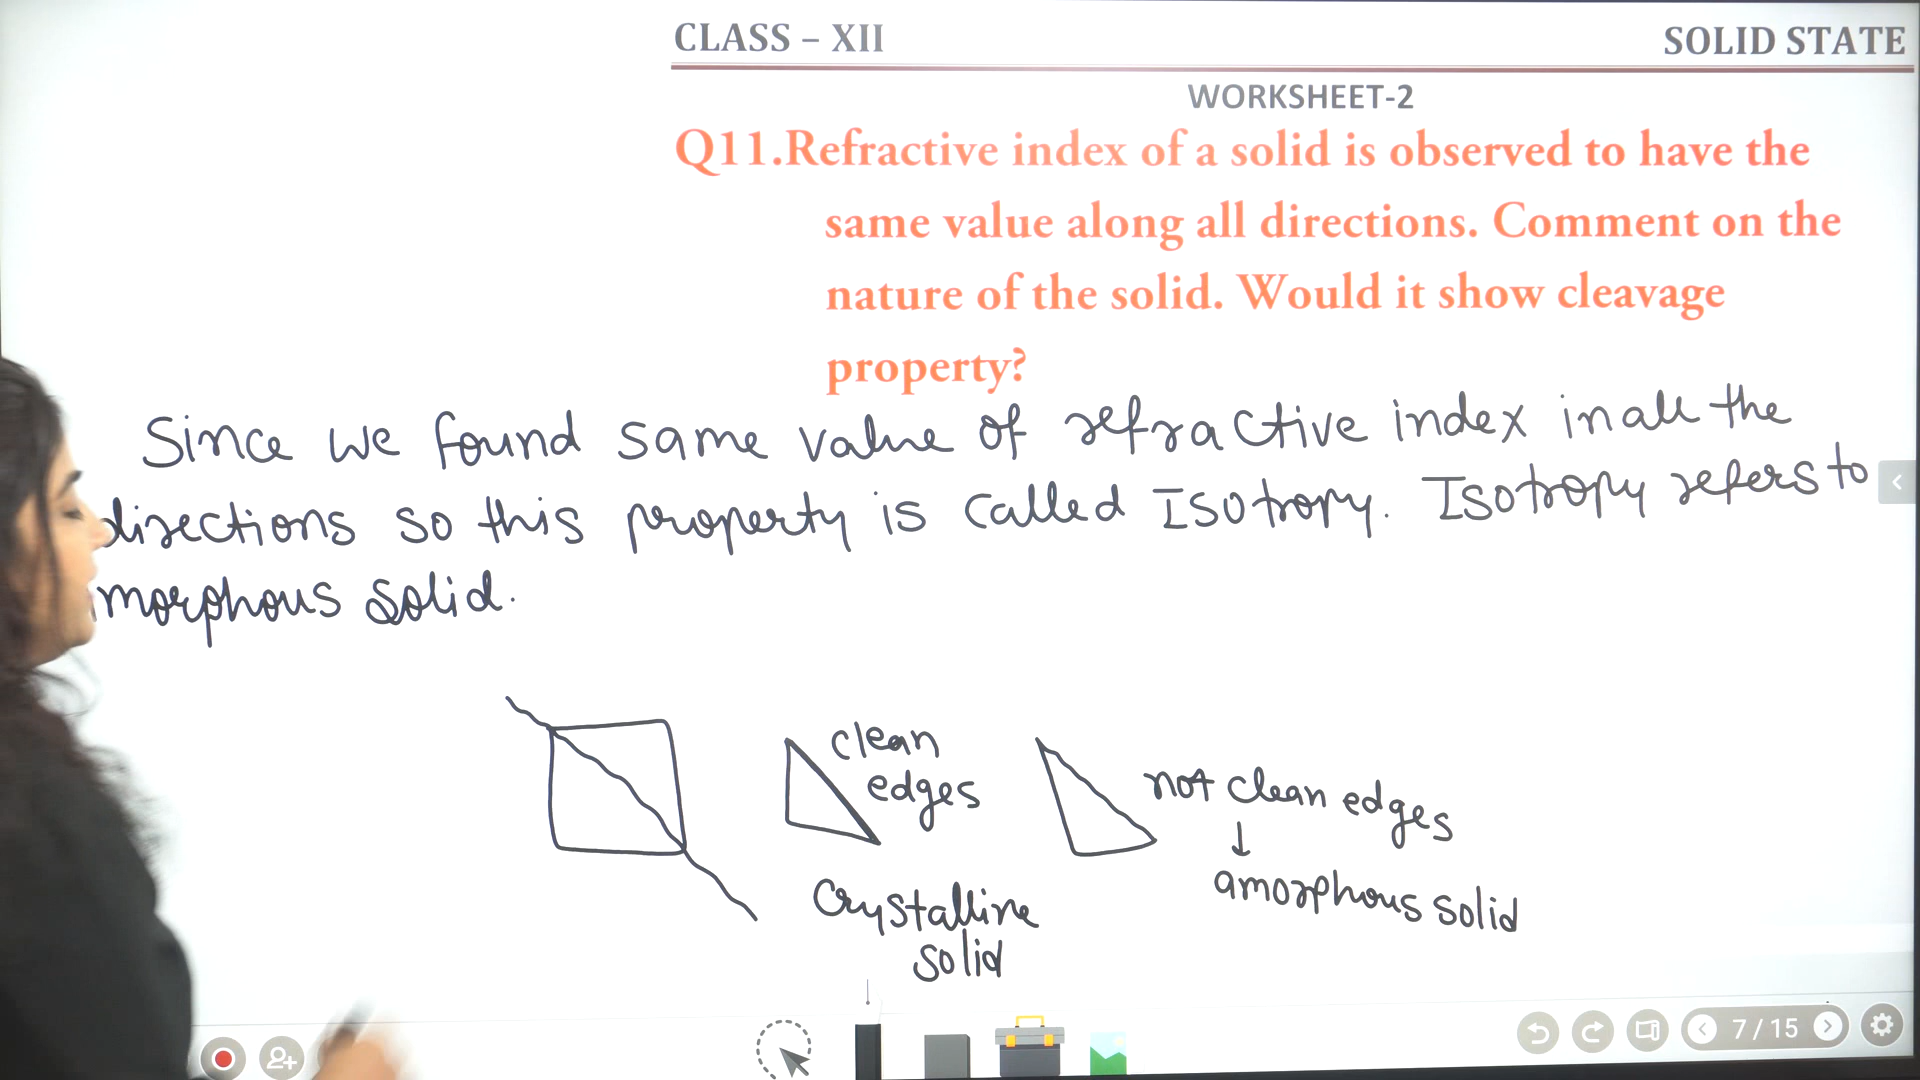 CLASS – XII
SOLID STATE
WORKSHEET-2
Q11.Refractive index of a solid is observed to have the
same value along all directions. Comment on the
nature of the solid. Would it show cleavage
property?
Since we found same value of refractive index in all the
directions so this property is called Isotropy. Isotropy refers to
morphous solid.
clean
edges
not clean edges
amorphous solid
Crystalline
solid
7 / 15